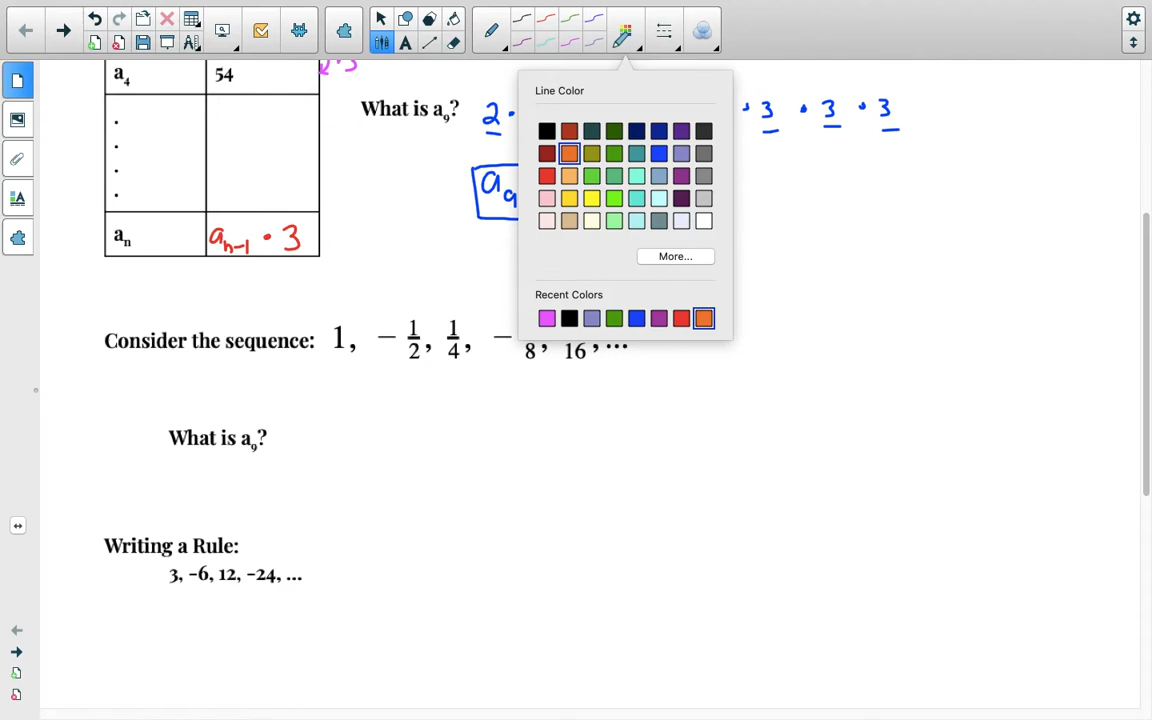 a4 54
What is a9? 2 · · 3 · 3 · 3
.
.
.
.
a9
an an-1 · 3
Line Color
More...
Recent Colors
Consider the sequence: 1, - 1/2, 1/4, - 8, 16, ...
What is a9?
Writing a Rule:
3, -6, 12, -24, ...